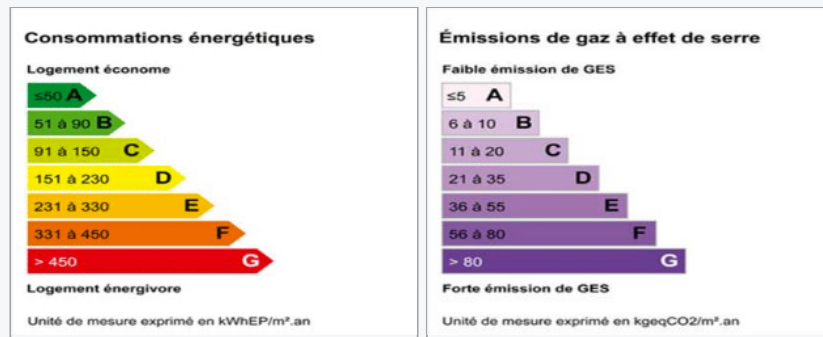 Consommations énergétiques
Logement économe
≤50 A
51 à 90 B
91 à 150 C
151 à 230 D
231 à 330 E
331 à 450 F
> 450 G
Logement énergivore
Unité de mesure exprimé en kWhEP/m².an
Émissions de gaz à effet de serre
Faible émission de GES
≤5 A
6 à 10 B
11 à 20 C
21 à 35 D
36 à 55 E
56 à 80 F
> 80 G
Forte émission de GES
Unité de mesure exprimé en kgeqCO2/m².an